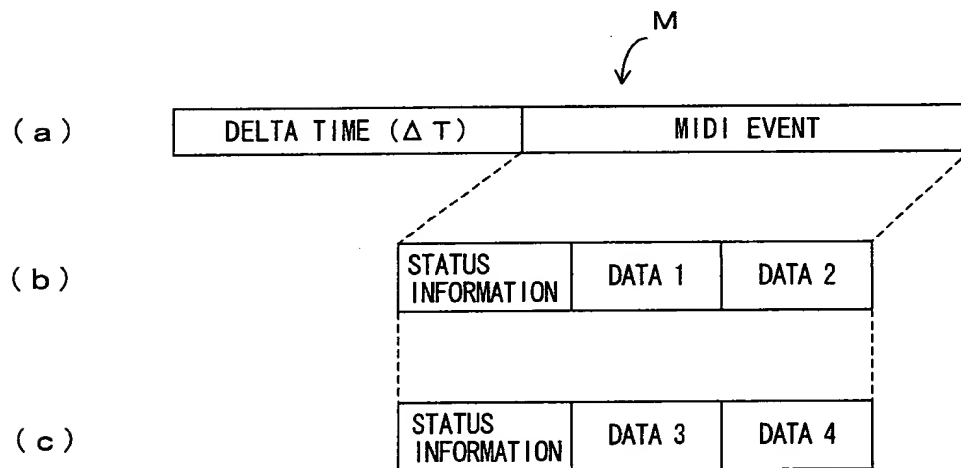 M
(a) DELTA TIME (ΔT) MIDI EVENT
(b) STATUS INFORMATION DATA 1 DATA 2
(c) STATUS INFORMATION DATA 3 DATA 4